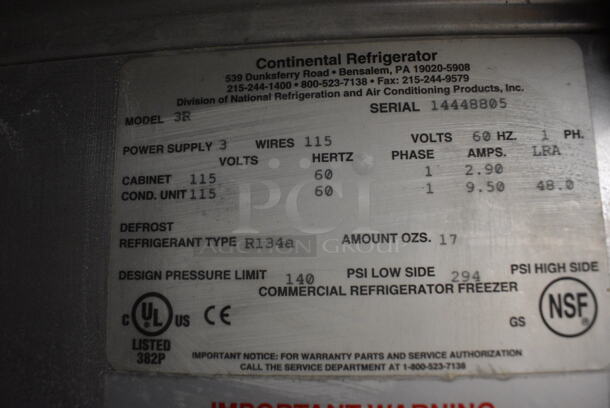 Continental Refrigerator
539 Dunksferry Road • Bensalem, PA 19020-5908
215-244-1400 • 800-523-7138 • Fax: 215-244-9579
Division of National Refrigeration and Air Conditioning Products, Inc.
MODEL 3R SERIAL 14448805
POWER SUPPLY 3 WIRES 115 VOLTS 60 HZ. 1 PH.
VOLTS HERTZ PHASE AMPS. LRA
CABINET 115 60 1 2.90
COND. UNIT 115 60 1 9.50 48.0
DEFROST
REFRIGERANT TYPE R134a AMOUNT OZS. 17
DESIGN PRESSURE LIMIT 140 PSI LOW SIDE 294 PSI HIGH SIDE
COMMERCIAL REFRIGERATOR FREEZER
C UL US CE GS NSF
LISTED
382P
IMPORTANT NOTICE: FOR WARRANTY PARTS AND SERVICE AUTHORIZATION
CALL THE SERVICE DEPARTMENT AT 1-800-523-7138
IMPORTANT WARNING
PCI
AUCTION GROUP